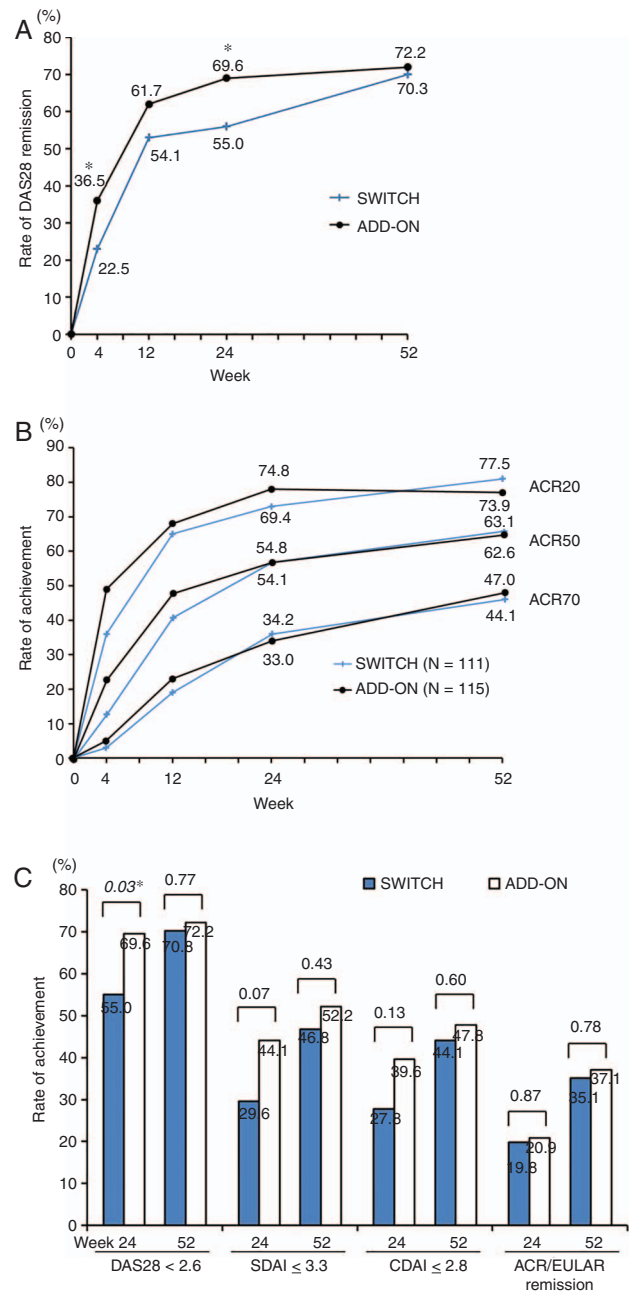 A (%)
80
70
60
50
40
30
20
10
0
Rate of DAS28 remission
*
36.5
61.7
*
69.6
72.2
22.5
54.1
55.0
70.3
SWITCH
ADD-ON
0 4 12 24 52
Week
B (%)
90
80
70
60
50
40
30
20
10
0
Rate of achievement
74.8
69.4
77.5
73.9
ACR20
54.8
54.1
63.1
62.6
ACR50
34.2
33.0
47.0
44.1
ACR70
SWITCH (N = 111)
ADD-ON (N = 115)
0 4 12 24 52
Week
C (%)
SWITCH ADD-ON
80
70
60
50
40
30
20
10
0
Rate of achievement
0.03* 0.77
55.0 69.6 70.3 72.2
0.07 0.43
29.6 44.1 46.8 52.2
0.13 0.60
27.8 39.6 44.1 47.8
0.87 0.78
19.8 20.9 35.1 37.1
Week 24 52 24 52 24 52 24 52
DAS28 < 2.6 SDAI ≤ 3.3 CDAI ≤ 2.8 ACR/EULAR
remission